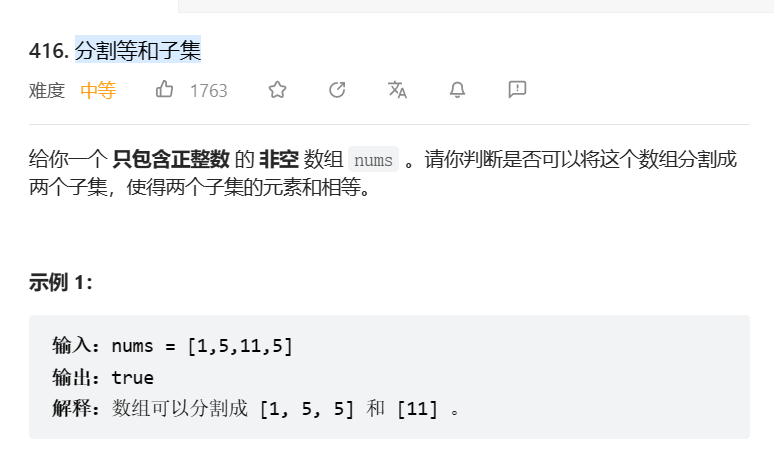 416. 分割等和子集
难度 中等 1763
给你一个 只包含正整数 的 非空 数组 nums 。请你判断是否可以将这个数组分割成
两个子集，使得两个子集的元素和相等。
示例 1：
输入：nums = [1,5,11,5]
输出：true
解释：数组可以分割成 [1, 5, 5] 和 [11] 。